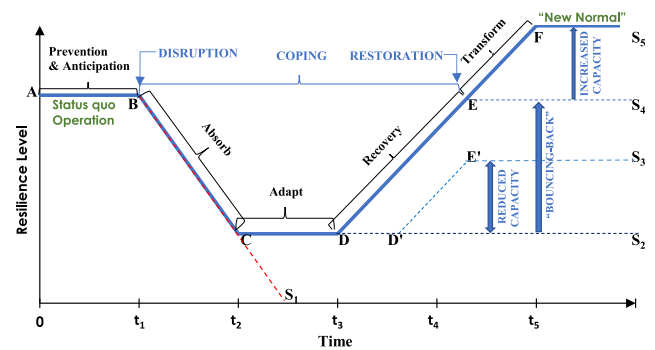 "New Normal"
Prevention
& Anticipation
DISRUPTION
COPING
RESTORATION
Transform
F
S5
INCREASED
CAPACITY
A
Status quo
Operation
B
E
S4
Absorb
Recovery
E'
S3
"BOUNCING-BACK"
REDUCED
CAPACITY
Adapt
C
D
D'
S2
S1
Resilience Level
0
t1
t2
t3
t4
t5
Time